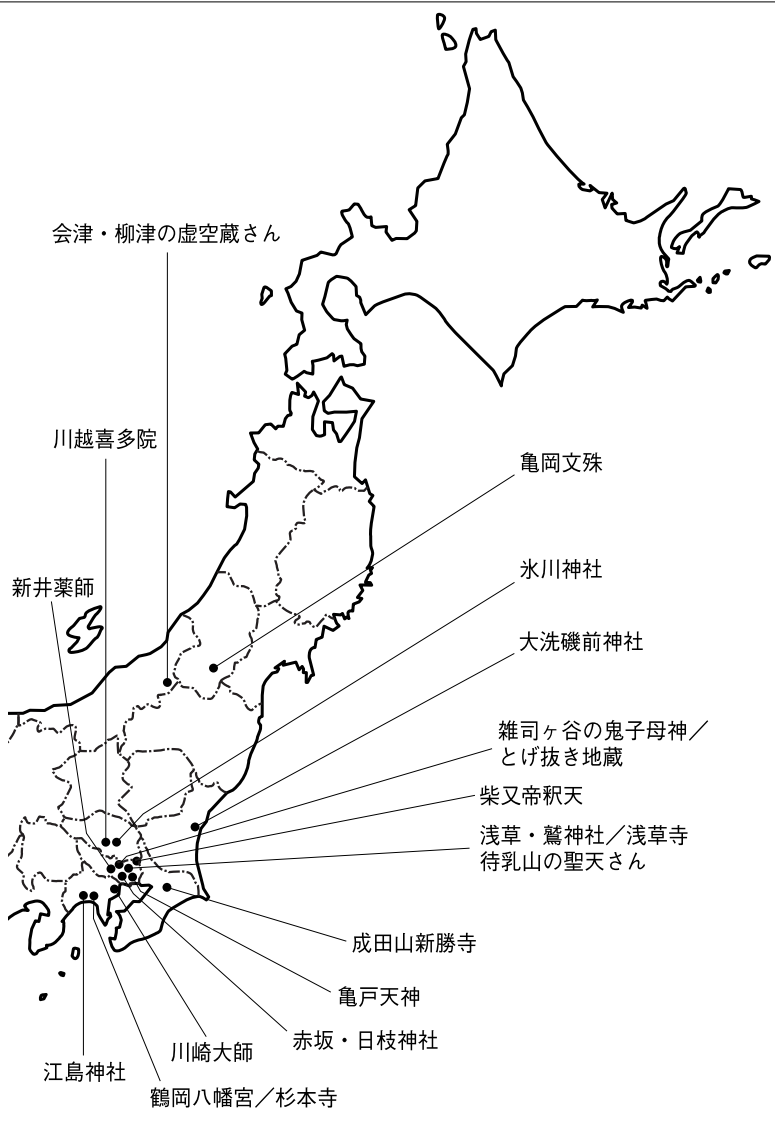 会津・柳津の虚空蔵さん
川越喜多院
亀岡文殊
氷川神社
新井薬師
大洗磯前神社
雑司ヶ谷の鬼子母神／
とげ抜き地蔵
柴又帝釈天
浅草・鷲神社／浅草寺
待乳山の聖天さん
成田山新勝寺
亀戸天神
赤坂・日枝神社
川崎大師
江島神社
鶴岡八幡宮／杉本寺